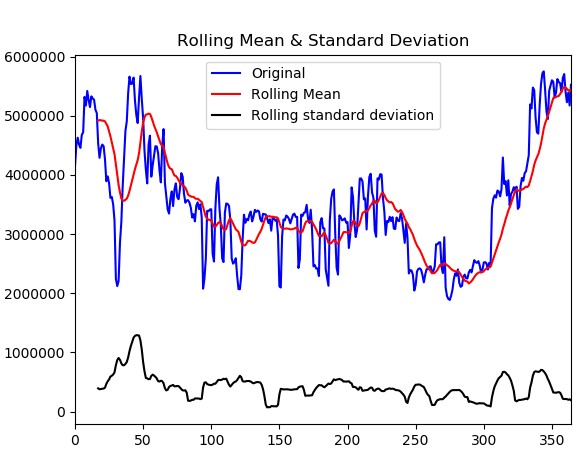 Rolling Mean & Standard Deviation
6000000
5000000
4000000
3000000
2000000
1000000
0
Original
Rolling Mean
Rolling standard deviation
0 50 100 150 200 250 300 350